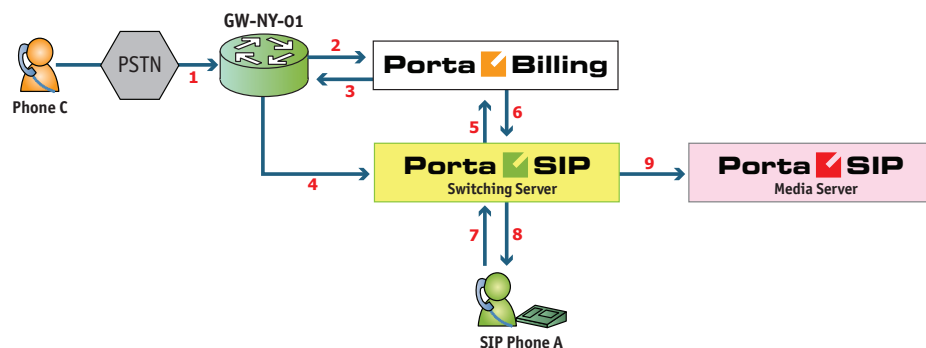 GW-NY-01
PSTN
Phone C
1
2
3
Porta Billing
4
5
6
Porta SIP
Switching Server
9
Porta SIP
Media Server
7
8
SIP Phone A